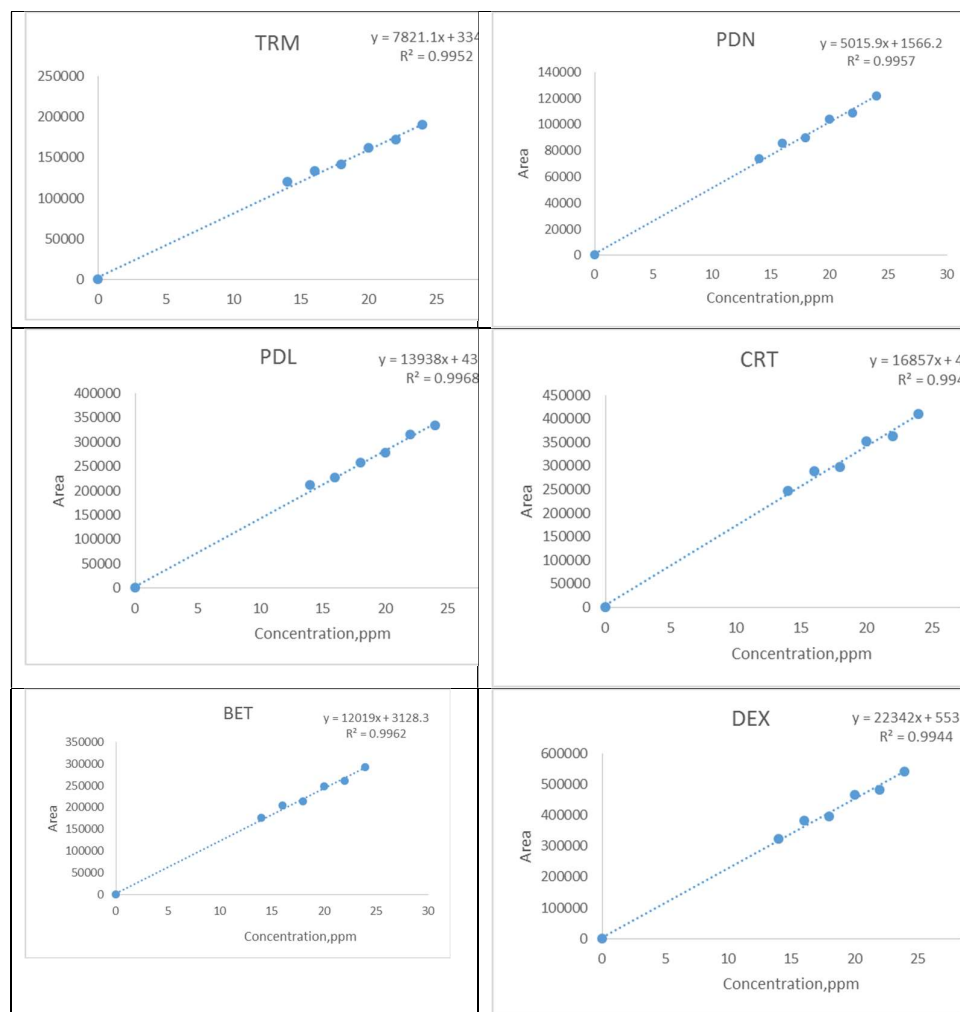 TRM
y = 7821.1x + 334
R² = 0.9952
250000
200000
150000
100000
50000
0
0 5 10 15 20 25
PDN
y = 5015.9x + 1566.2
R² = 0.9957
140000
120000
100000
80000
60000
40000
20000
0
Area
0 5 10 15 20 25 30
Concentration,ppm
PDL
y = 13938x + 43
R² = 0.9968
400000
350000
300000
250000
200000
150000
100000
50000
0
Area
0 5 10 15 20 25
Concentration,ppm
CRT
y = 16857x + 4
R² = 0.994
450000
400000
350000
300000
250000
200000
150000
100000
50000
0
Area
0 5 10 15 20 25
Concentration,ppm
BET
y = 12019x + 3128.3
R² = 0.9962
350000
300000
250000
200000
150000
100000
50000
0
Area
0 5 10 15 20 25 30
Concentration,ppm
DEX
y = 22342x + 553
R² = 0.9944
600000
500000
400000
300000
200000
100000
0
Area
0 5 10 15 20 25
Concentration,ppm